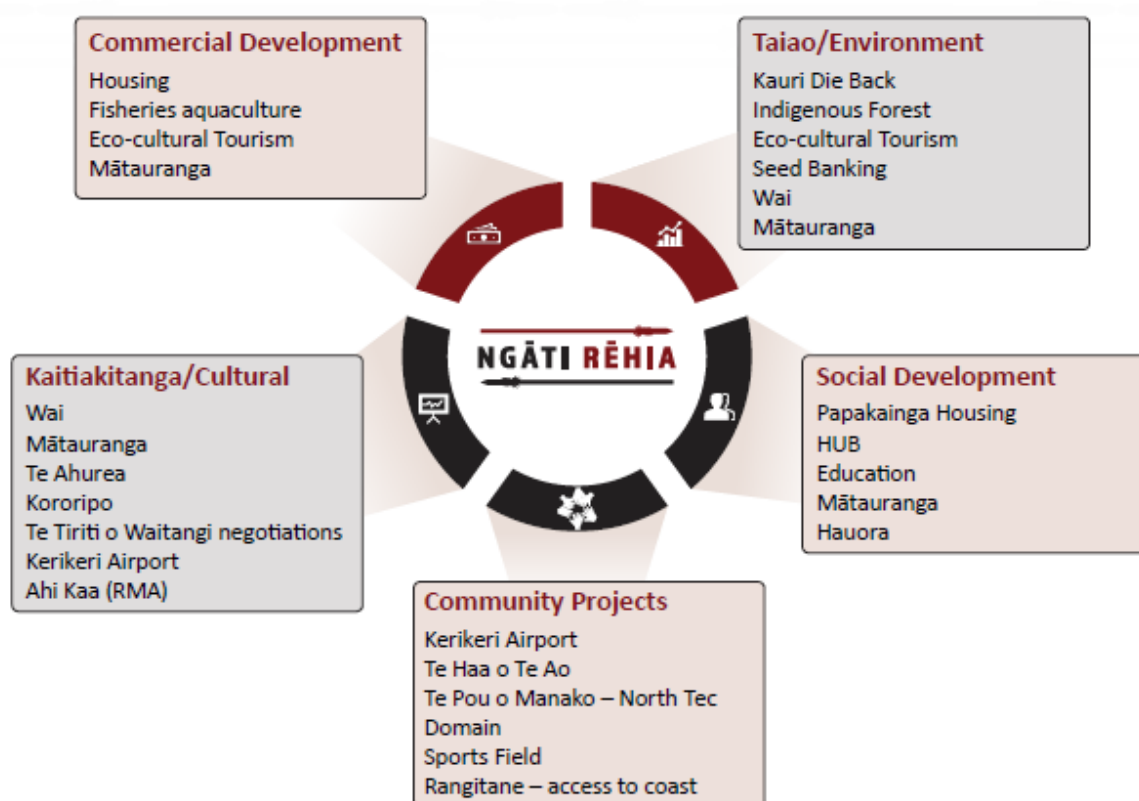 Commercial Development
Housing
Fisheries aquaculture
Eco-cultural Tourism
Mātauranga
Taiao/Environment
Kauri Die Back
Indigenous Forest
Eco-cultural Tourism
Seed Banking
Wai
Mātauranga
NGĀTI RĒHIA
Kaitiakitanga/Cultural
Wai
Mātauranga
Te Ahurea
Kororipo
Te Tiriti o Waitangi negotiations
Kerikeri Airport
Ahi Kaa (RMA)
Social Development
Papakainga Housing
HUB
Education
Mātauranga
Hauora
Community Projects
Kerikeri Airport
Te Haa o Te Ao
Te Pou o Manako – North Tec
Domain
Sports Field
Rangitane – access to coast